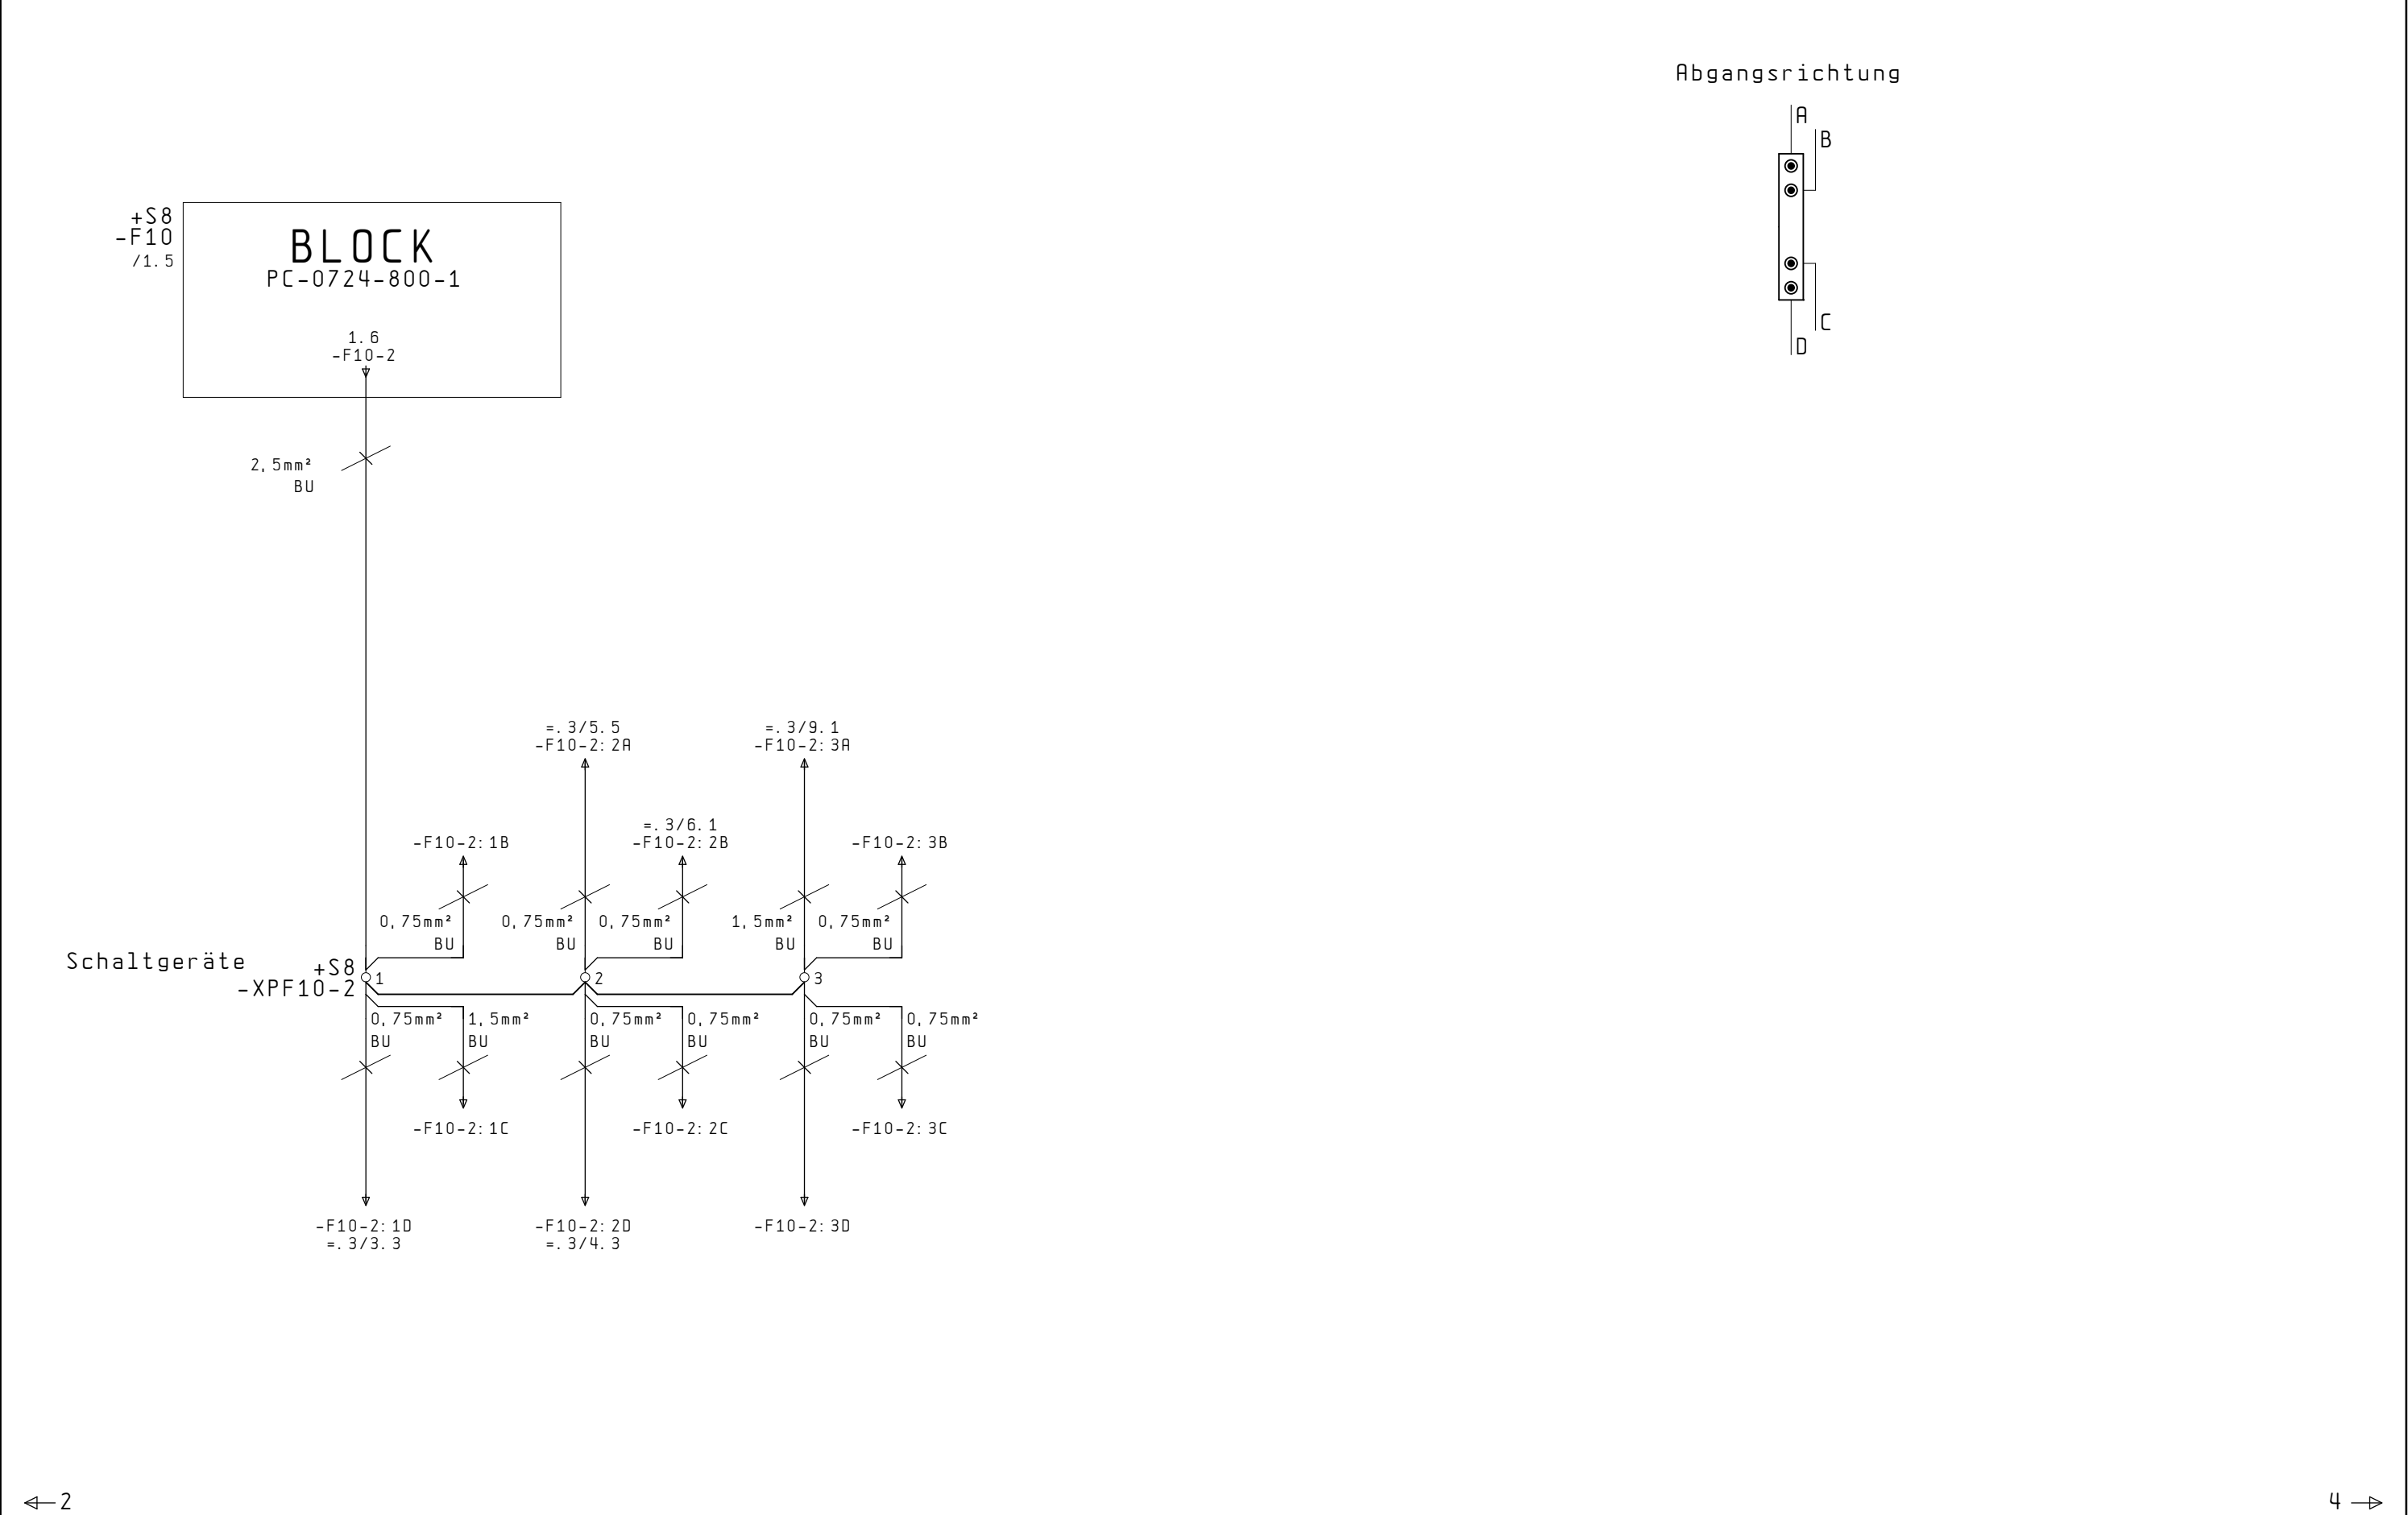 Abgangsrichtung
A
B
C
D
+S8
-F10
/1.5
BLOCK
PC-0724-800-1
1.6
-F10-2
2,5mm²
BU
=.3/5.5
-F10-2:2A
=.3/9.1
-F10-2:3A
-F10-2:1B
=.3/6.1
-F10-2:2B
-F10-2:3B
0,75mm² 0,75mm² 0,75mm² 1,5mm² 0,75mm²
BU BU BU BU BU
Schaltgeräte
+S8
-XPF10-2
1 2 3
0,75mm² 1,5mm² 0,75mm² 0,75mm² 0,75mm² 0,75mm²
BU BU BU BU BU BU
-F10-2:1C -F10-2:2C -F10-2:3C
-F10-2:1D -F10-2:2D -F10-2:3D
=.3/3.3 =.3/4.3
2
4